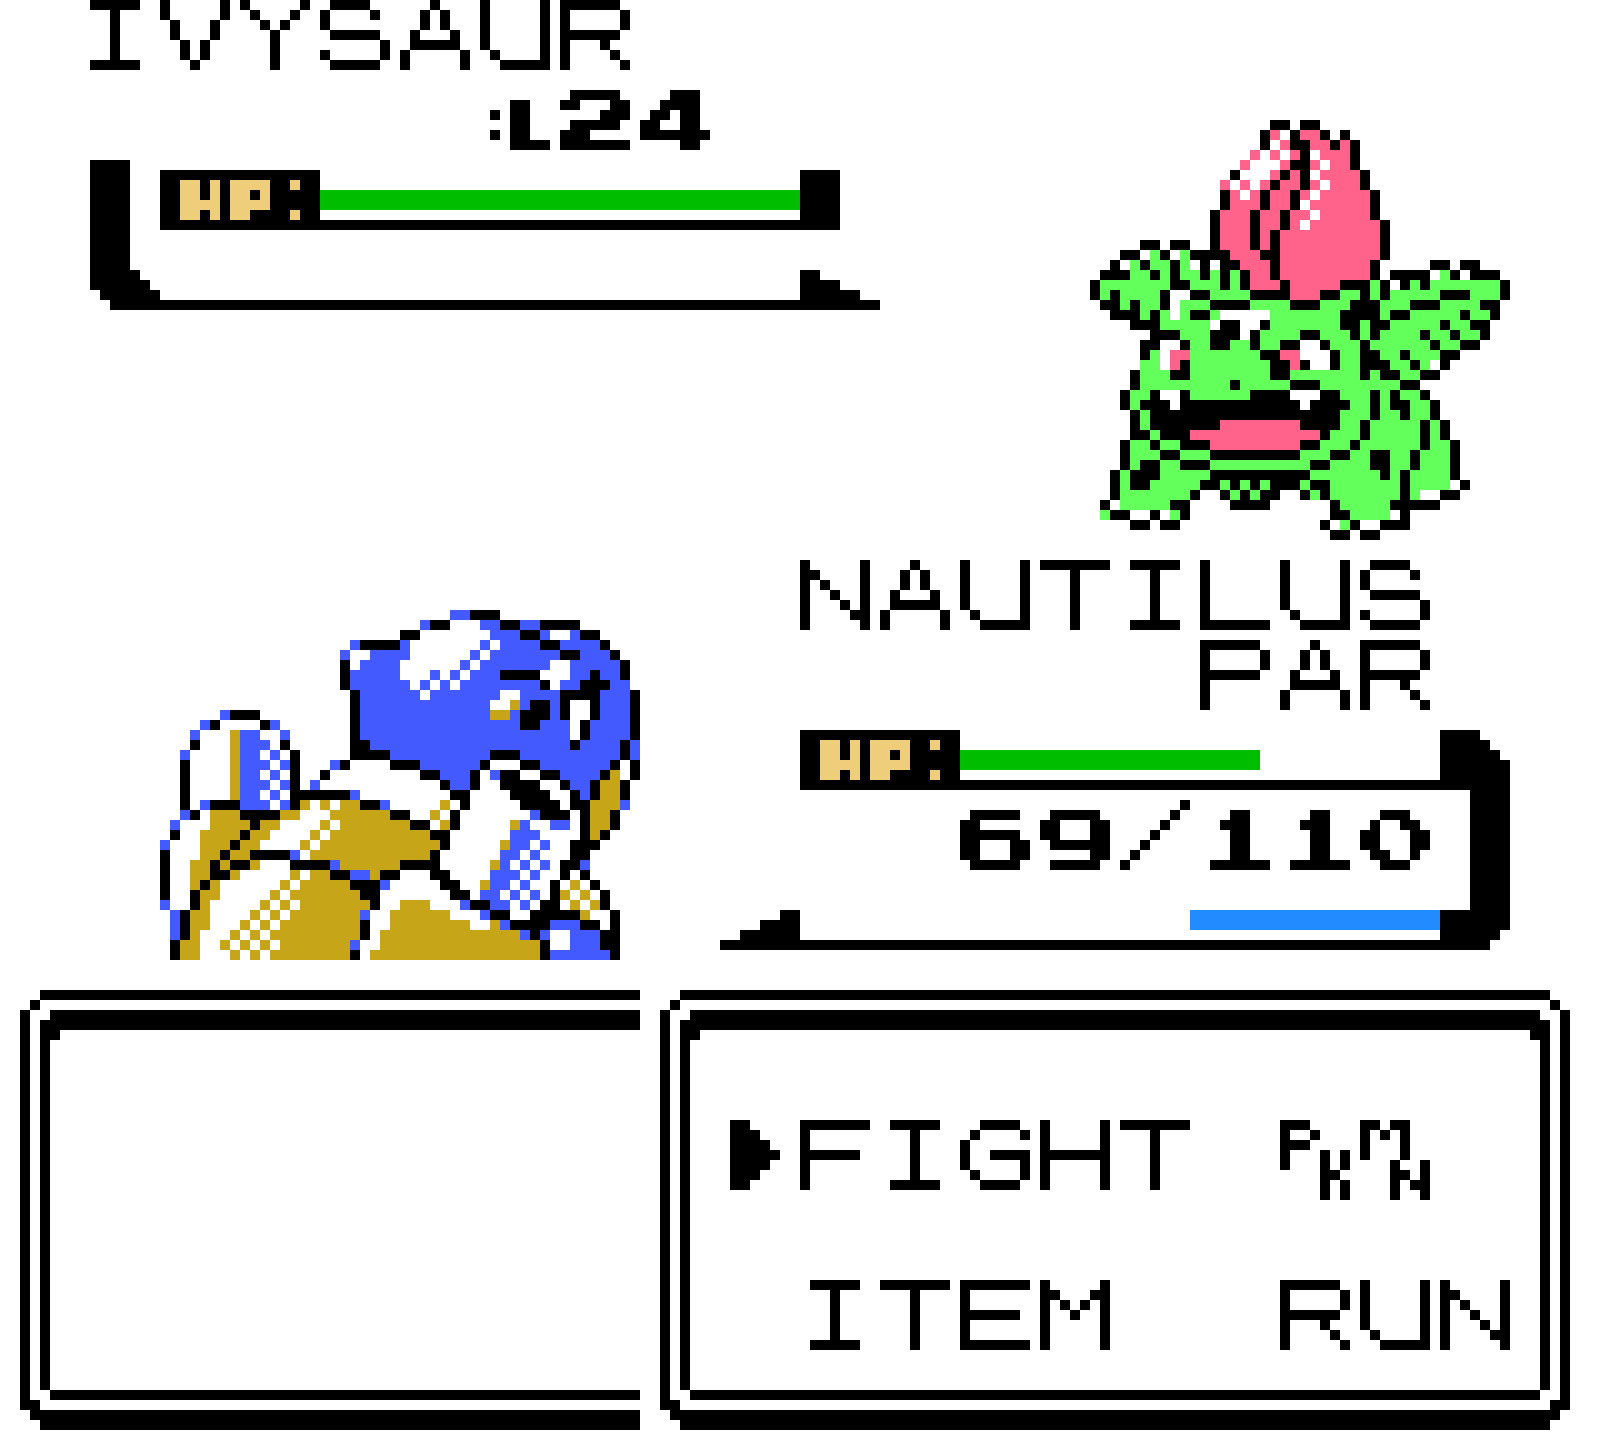 IVYSAUR
:L24
HP:
NAUTILUS
PAR
HP:
69/110
▶FIGHT PKMN
ITEM RUN